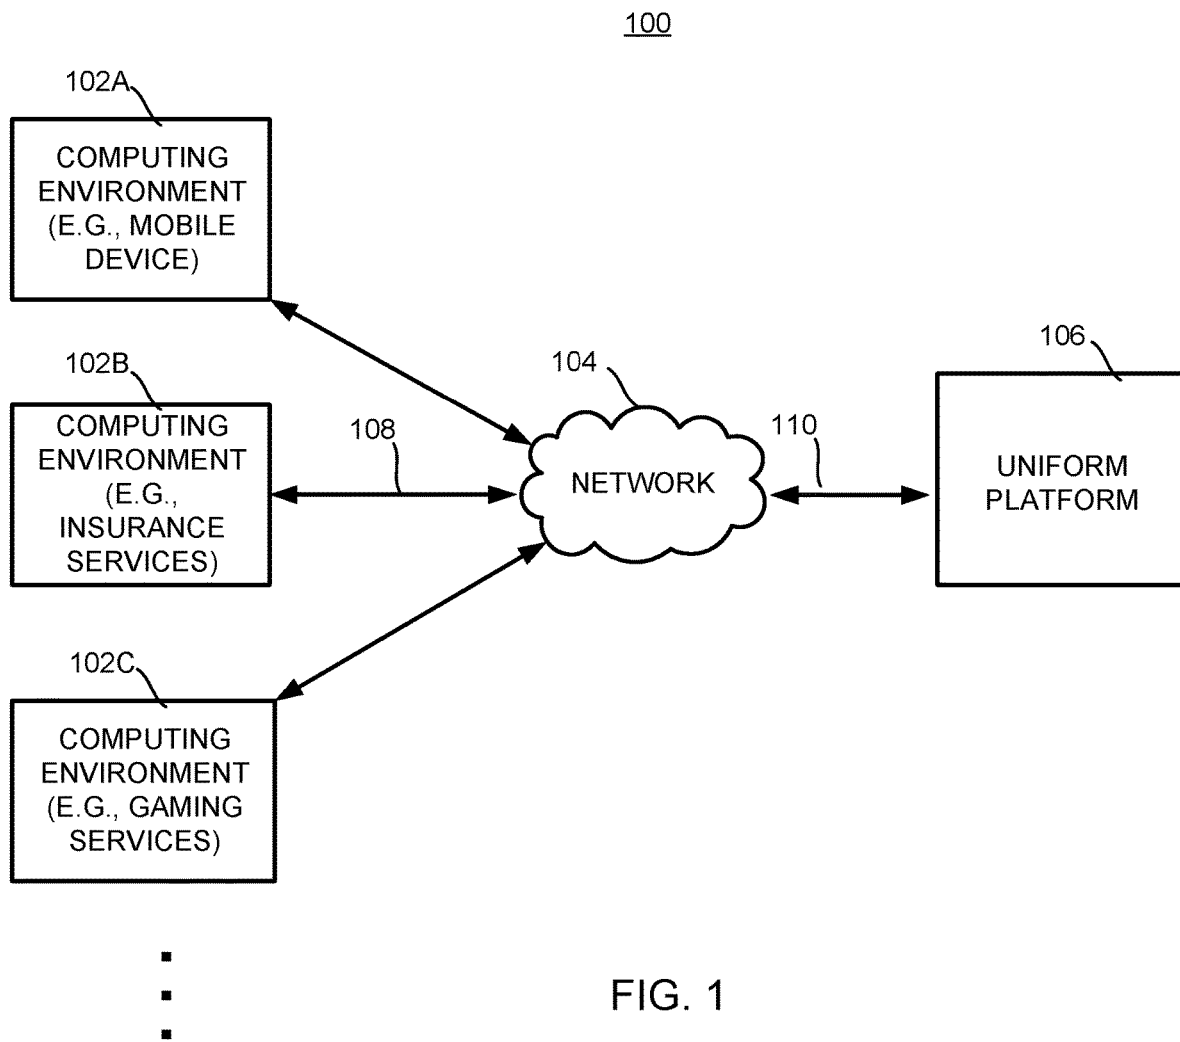 100
102A
COMPUTING
ENVIRONMENT
(E.G., MOBILE
DEVICE)
102B
COMPUTING
ENVIRONMENT
(E.G.,
INSURANCE
SERVICES)
108
104
NETWORK
110
106
UNIFORM
PLATFORM
102C
COMPUTING
ENVIRONMENT
(E.G., GAMING
SERVICES)
FIG. 1